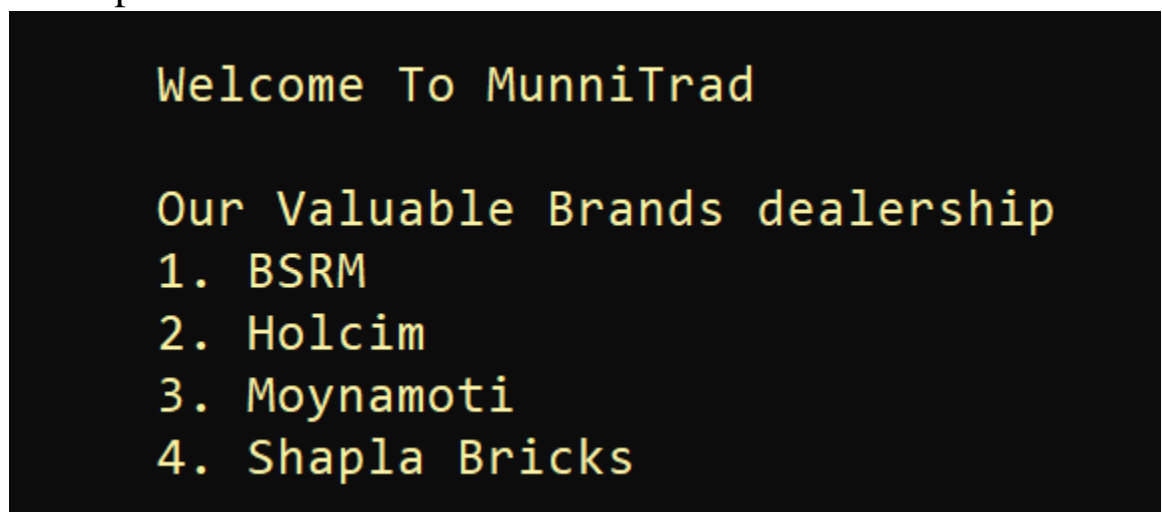 Welcome To MunniTrad
Our Valuable Brands dealership
1. BSRM
2. Holcim
3. Moynamoti
4. Shapla Bricks